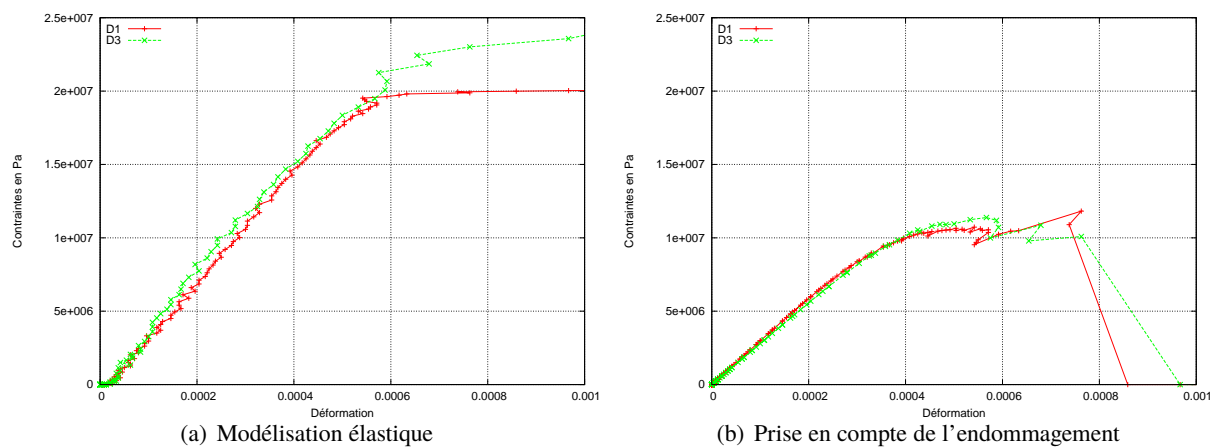 2.5e+007
D1
D3
2e+007
1.5e+007
1e+007
5e+006
0
Contraintes en Pa
0 0.0002 0.0004 0.0006 0.0008 0.001
Déformation
(a) Modélisation élastique
2.5e+007
D1
D3
2e+007
1.5e+007
1e+007
5e+006
0
Contraintes en Pa
0 0.0002 0.0004 0.0006 0.0008 0.001
Déformation
(b) Prise en compte de l'endommagement